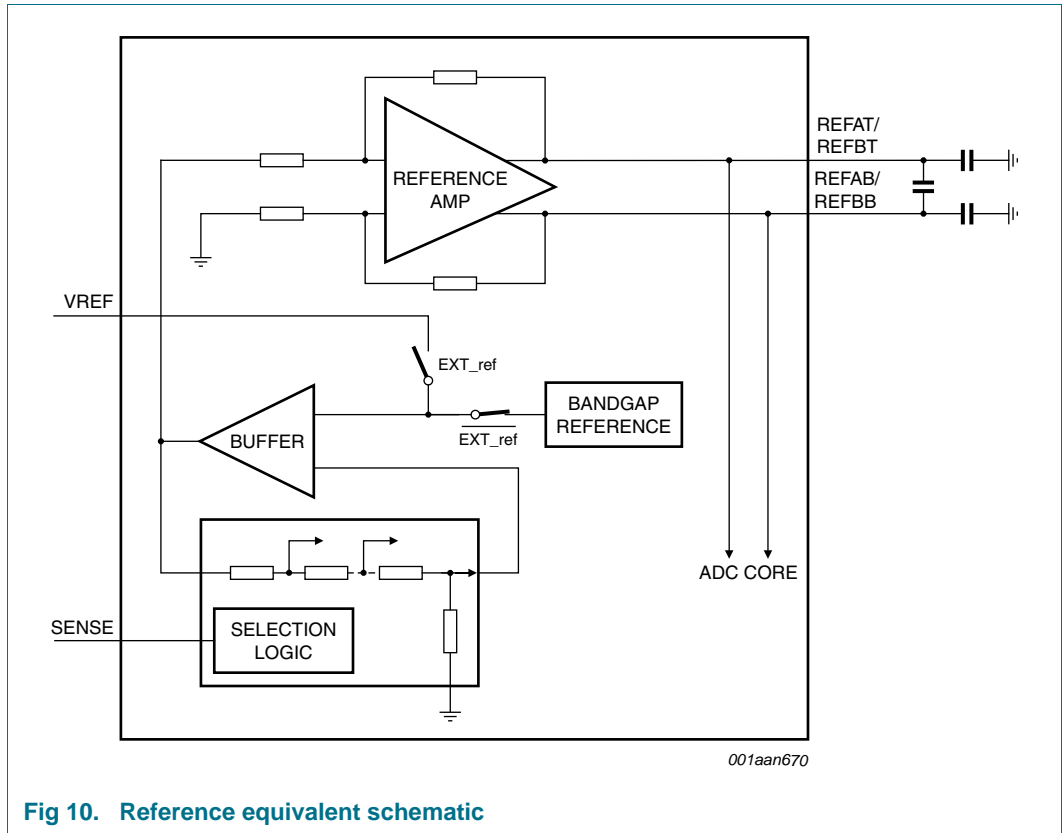 REFAT/
REFBT
REFERENCE
AMP
REFAB/
REFBB
VREF
EXT_ref
BANDGAP
REFERENCE
BUFFER
EXT_ref
ADC CORE
SENSE
SELECTION
LOGIC
001aan670
Fig 10. Reference equivalent schematic